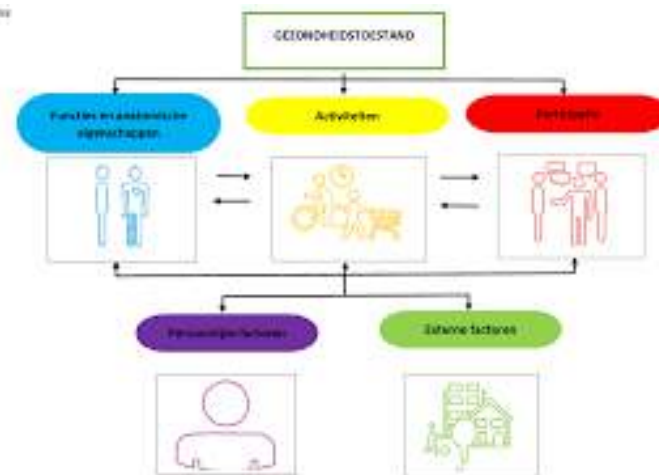 GEZONDHEIDSTOESTAND
Functies en anatomische
eigenschappen
Activiteiten
Participatie
Persoonlijke factoren
Externe factoren